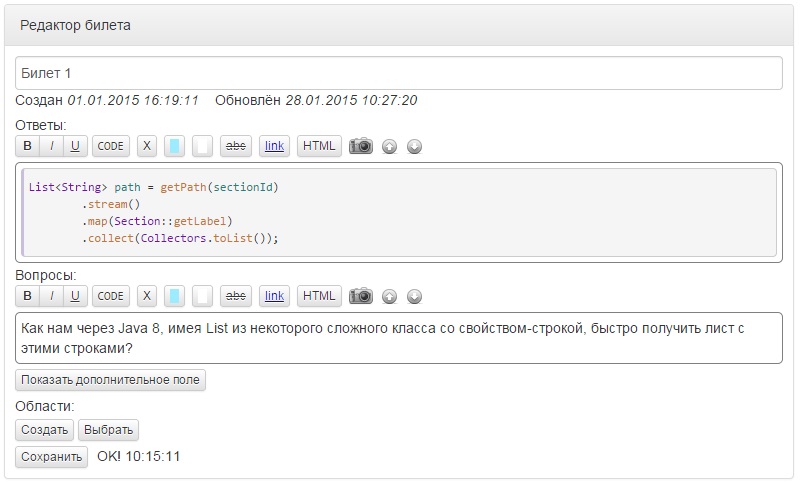 Редактор билета
Билет 1
Создан 01.01.2015 16:19:11 Обновлён 28.01.2015 10:27:20
Ответы:
B I U CODE X abc link HTML
List<String> path = getPath(sectionId)
.stream()
.map(Section::getLabel)
.collect(Collectors.toList());
Вопросы:
B I U CODE X abc link HTML
Как нам через Java 8, имея List из некоторого сложного класса со свойством-строкой, быстро получить лист с
этими строками?
Показать дополнительное поле
Области:
Создать Выбрать
Сохранить OK! 10:15:11